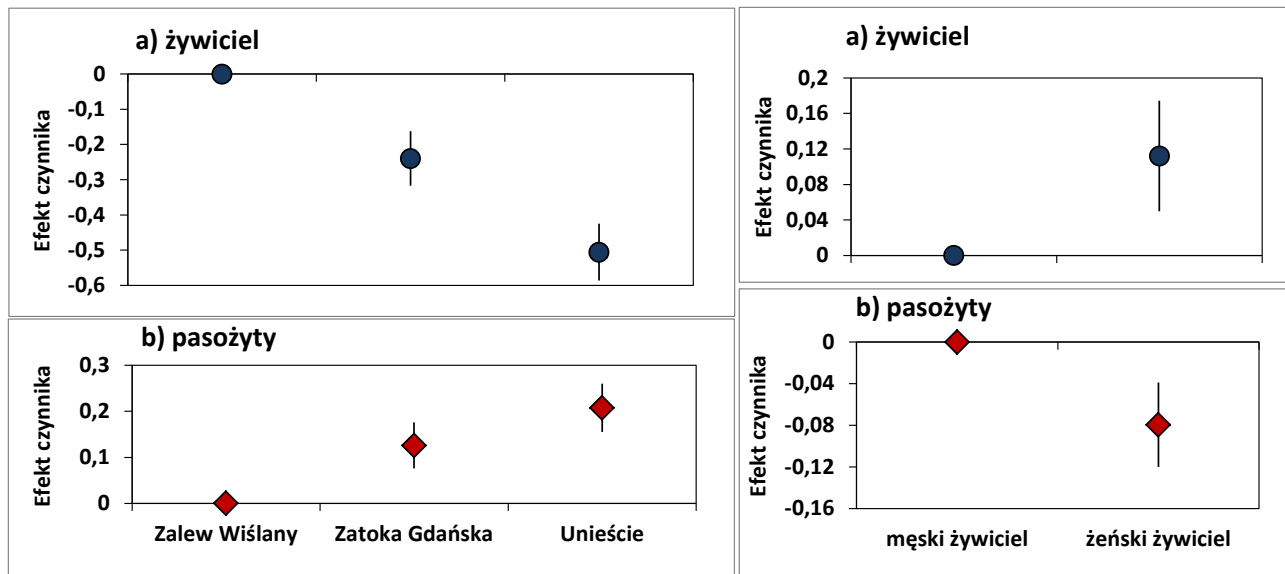 a) żywiciel
Efekt czynnika
0
-0,1
-0,2
-0,3
-0,4
-0,5
-0,6
b) pasożyty
Efekt czynnika
0,3
0,2
0,1
0
Zalew Wiślany
Zatoka Gdańska
Unieście
a) żywiciel
Efekt czynnika
0,2
0,16
0,12
0,08
0,04
0
b) pasożyty
Efekt czynnika
0
-0,04
-0,08
-0,12
-0,16
męski żywiciel
żeński żywiciel